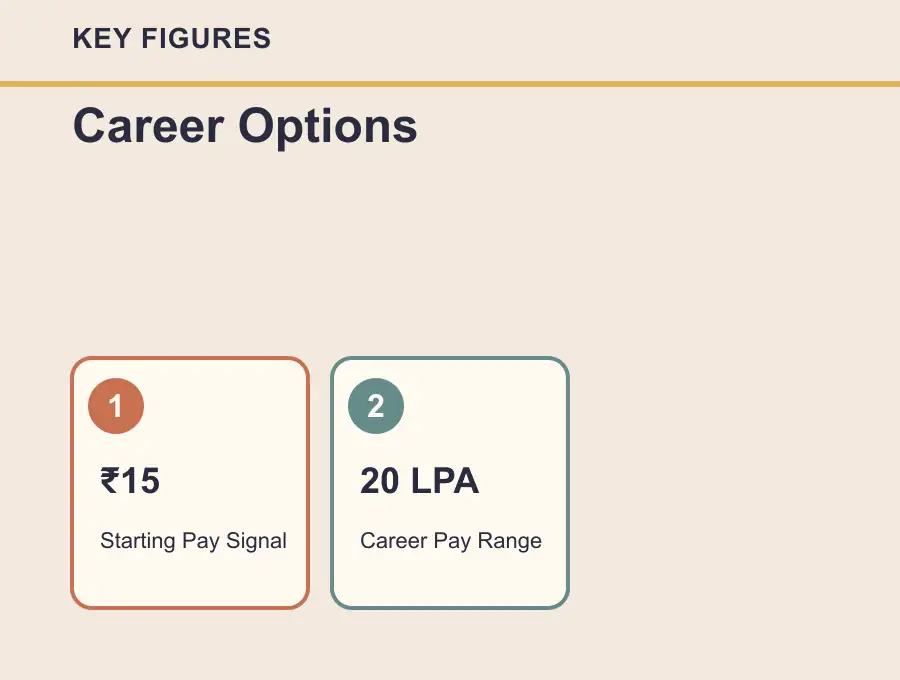 KEY FIGURES
Career Options
1
₹15
Starting Pay Signal
2
20 LPA
Career Pay Range